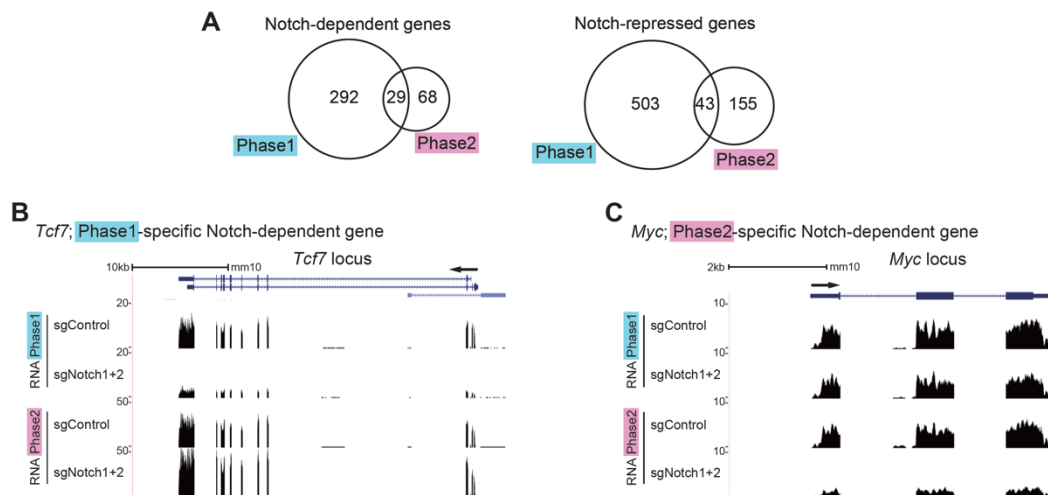 A
Notch-dependent genes
292
29
68
Phase1
Phase2
Notch-repressed genes
503
43
155
Phase1
Phase2
B
Tcf7; Phase1-specific Notch-dependent gene
10kb
mm10
Tcf7 locus
20
RNA Phase1
sgControl
20
sgNotch1+2
50
RNA Phase2
sgControl
50
sgNotch1+2
C
Myc; Phase2-specific Notch-dependent gene
2kb
mm10
Myc locus
10
RNA Phase1
sgControl
10
sgNotch1+2
10
RNA Phase2
sgControl
10
sgNotch1+2